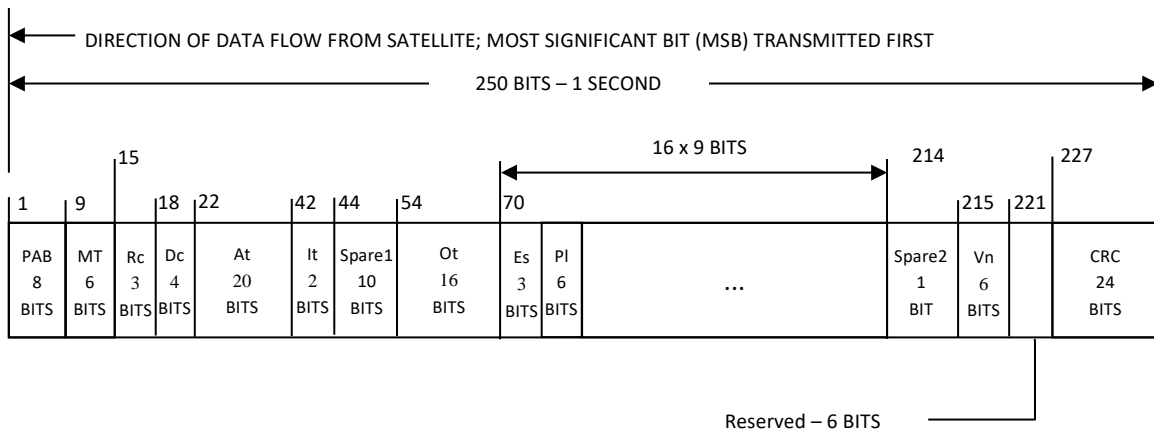 DIRECTION OF DATA FLOW FROM SATELLITE; MOST SIGNIFICANT BIT (MSB) TRANSMITTED FIRST
250 BITS – 1 SECOND
16 x 9 BITS
15 214 227
1 9 18 22 42 44 54 70 215 221
PAB
8
BITS
MT
6
BITS
Rc
3
BITS
Dc
4
BITS
At
20
BITS
It
2
BITS
Spare1
10
BITS
Ot
16
BITS
Es
3
BITS
Pl
6
BITS
...
Spare2
1
BIT
Vn
6
BITS
CRC
24
BITS
Reserved – 6 BITS